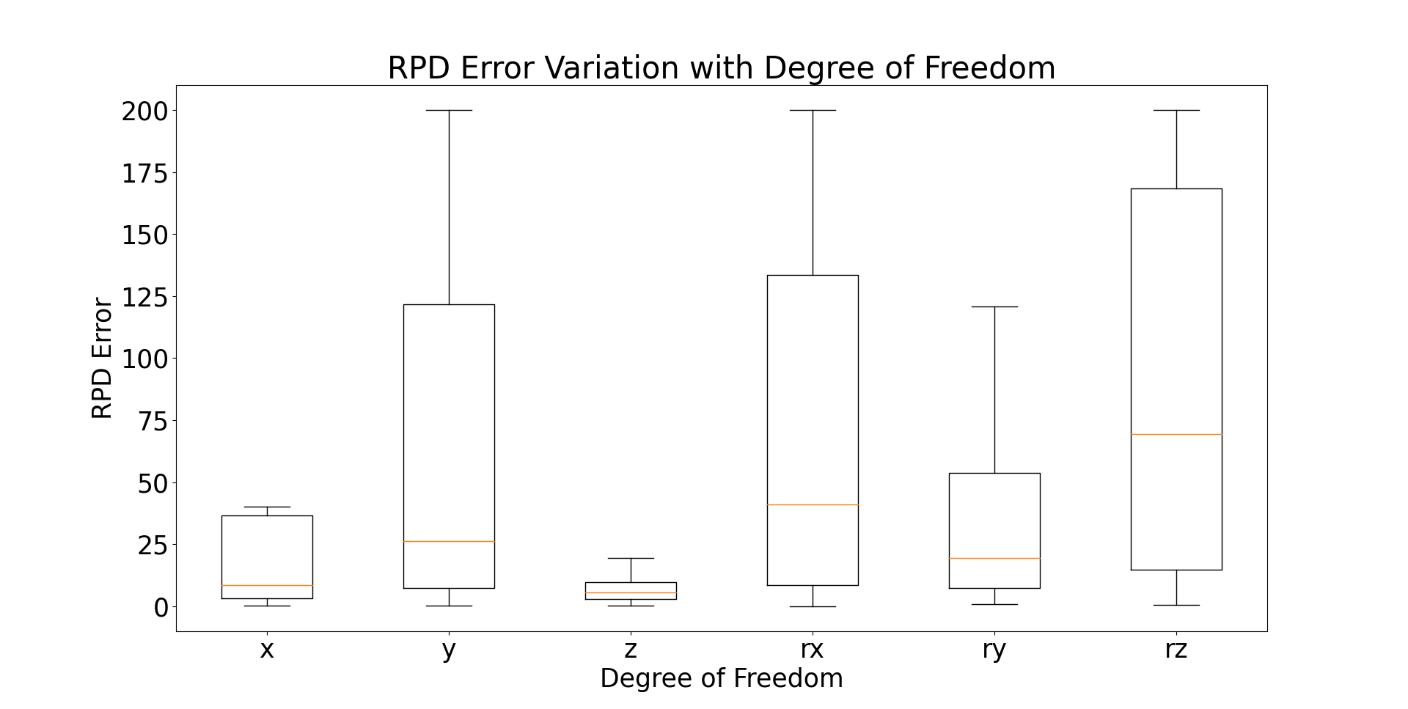 RPD Error Variation with Degree of Freedom
RPD Error
200
175
150
125
100
75
50
25
0
x y z rx ry rz
Degree of Freedom